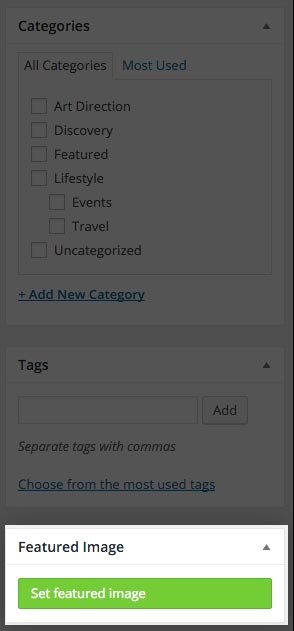 Categories
All Categories Most Used
Art Direction
Discovery
Featured
Lifestyle
Events
Travel
Uncategorized
+ Add New Category
Tags
Add
Separate tags with commas
Choose from the most used tags
Featured Image
Set featured image